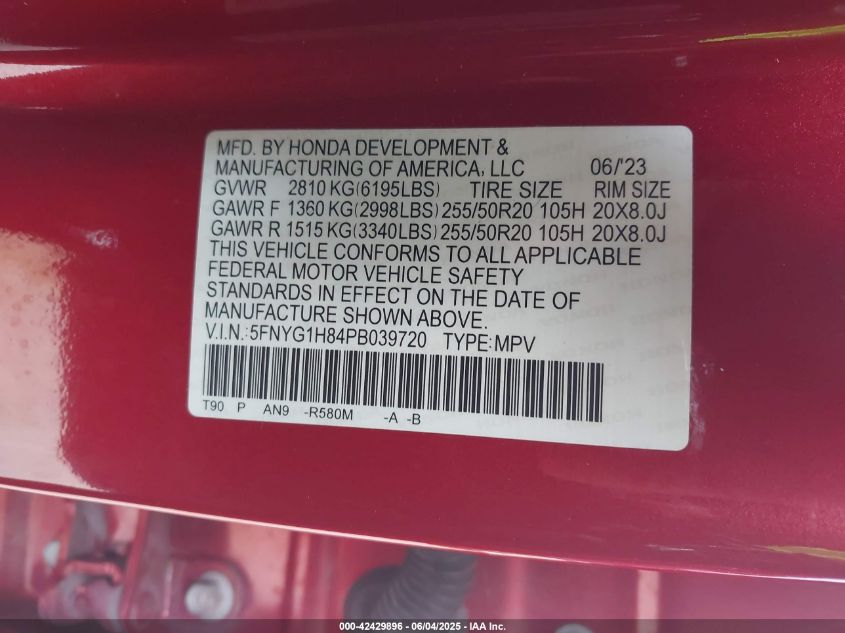 MFD. BY HONDA DEVELOPMENT &
MANUFACTURING OF AMERICA, LLC 06/'23
GVWR 2810 KG(6195LBS) TIRE SIZE RIM SIZE
GAWR F 1360 KG(2998LBS) 255/50R20 105H 20X8.0J
GAWR R 1515 KG(3340LBS) 255/50R20 105H 20X8.0J
THIS VEHICLE CONFORMS TO ALL APPLICABLE
FEDERAL MOTOR VEHICLE SAFETY
STANDARDS IN EFFECT ON THE DATE OF
MANUFACTURE SHOWN ABOVE.
V.I.N.:5FNYG1H84PB039720 TYPE:MPV
T90 P AN9 -R580M -A -B
000-42429896 - 06/04/2025 - IAA Inc.